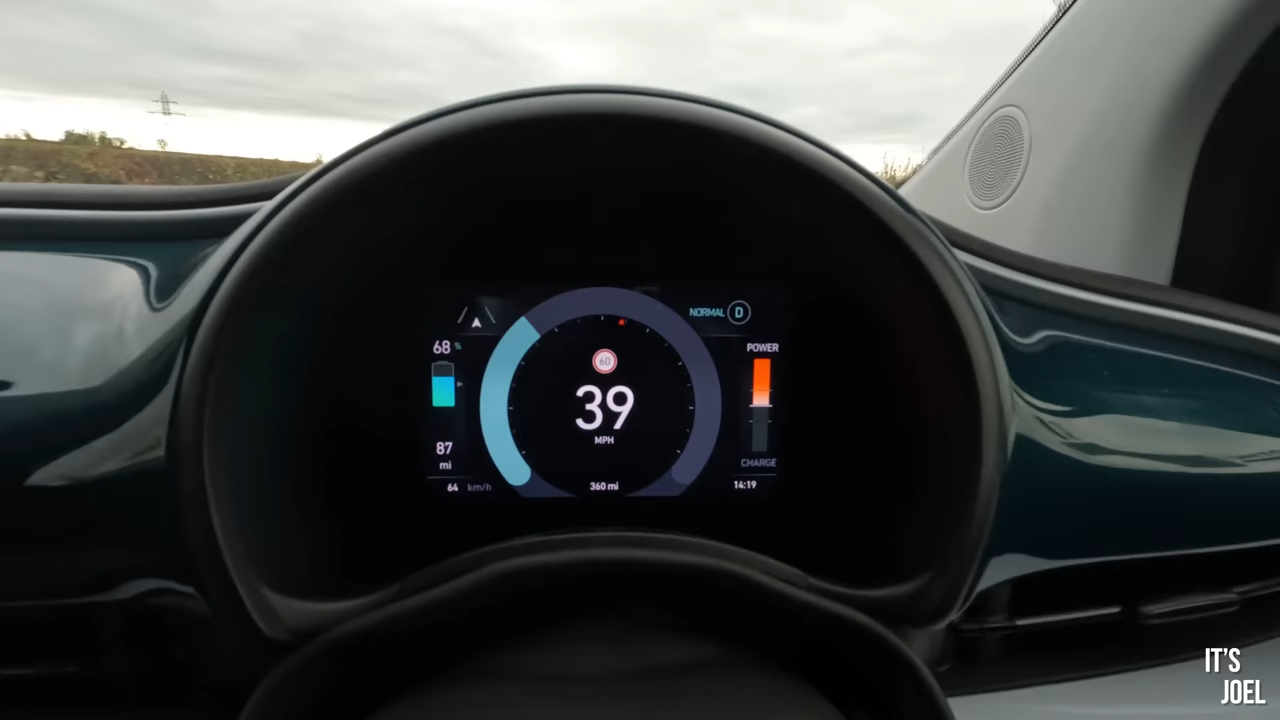 NORMAL D
68 %
60
39
MPH
87
mi
64 km/h
360 mi
POWER
CHARGE
14:19
IT'S
JOEL